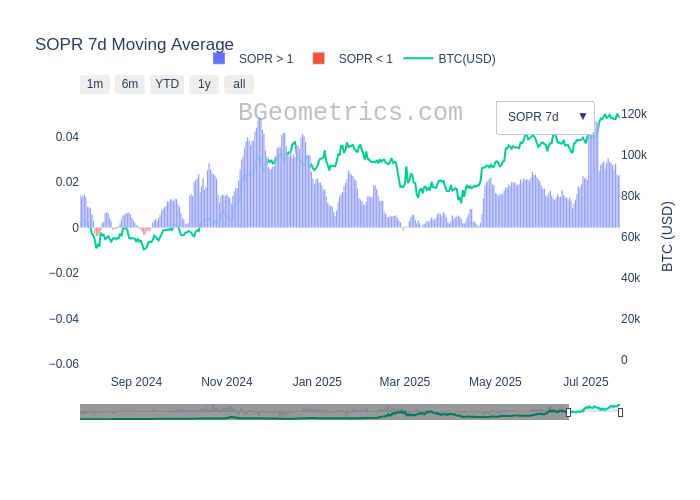 SOPR 7d Moving Average
SOPR > 1
SOPR < 1
BTC(USD)
1m
6m
YTD
1y
all
BGeometrics.com
SOPR 7d ▼
0.04
0.02
0
−0.02
−0.04
−0.06
120k
100k
80k
60k
40k
20k
0
BTC (USD)
Sep 2024
Nov 2024
Jan 2025
Mar 2025
May 2025
Jul 2025